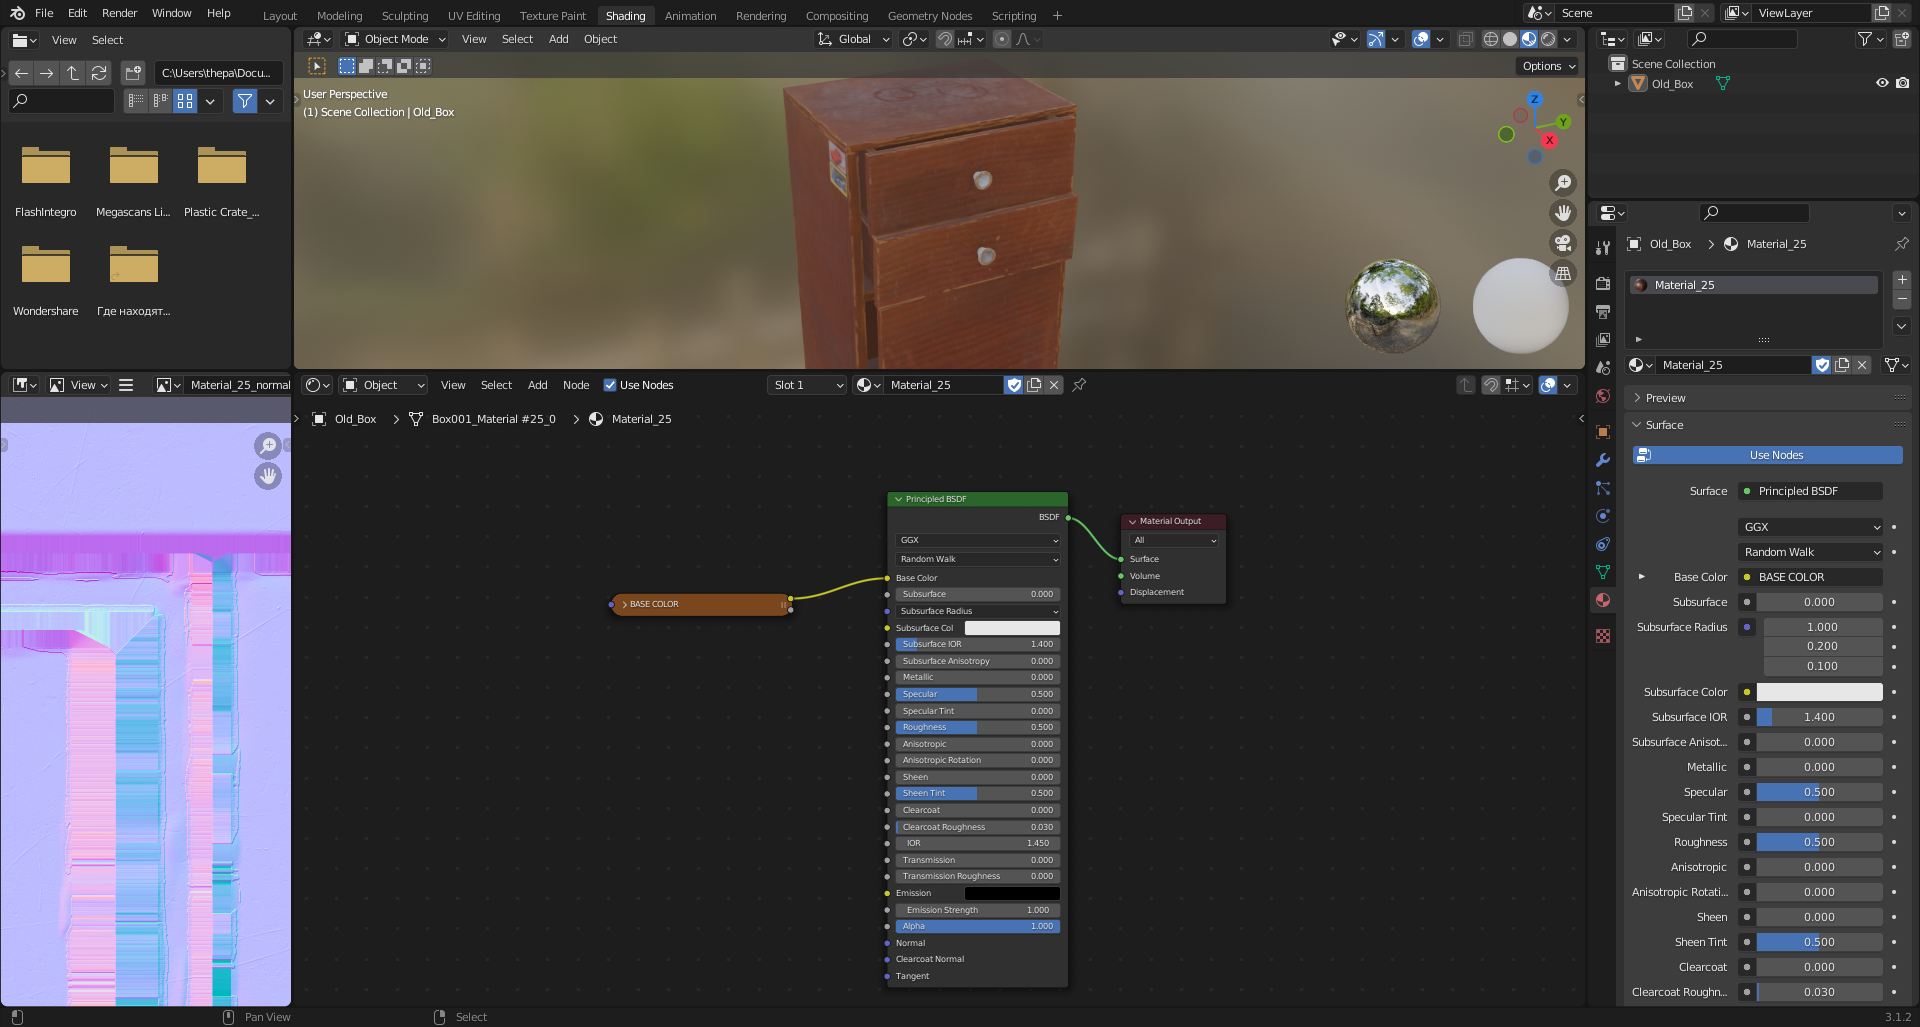 File Edit Render Window Help Layout Modeling Sculpting UV Editing Texture Paint Shading Animation Rendering Compositing Geometry Nodes Scripting + Scene ViewLayer
View Select
Object Mode View Select Add Object Global
C:\Users\thepa\Docu...
Options
FlashIntegro Megascans Li... Plastic Crate_...
Wondershare Где находят...
User Perspective
(1) Scene Collection | Old_Box
Z
Y
X
Scene Collection
Old_Box
Old_Box Material_25
Material_25
Material_25
View Material_25_normal
Object View Select Add Node Use Nodes Slot 1 Material_25
Old_Box Box001_Material #25_0 Material_25
BASE COLOR
Principled BSDF
BSDF
GGX
Random Walk
Base Color
Subsurface 0.000
Subsurface Radius
Subsurface Col
Subsurface IOR 1.400
Subsurface Anisotropy 0.000
Metallic 0.000
Specular 0.500
Specular Tint 0.000
Roughness 0.500
Anisotropic 0.000
Anisotropic Rotation 0.000
Sheen 0.000
Sheen Tint 0.500
Clearcoat 0.000
Clearcoat Roughness 0.030
IOR 1.450
Transmission 0.000
Transmission Roughness 0.000
Emission
Emission Strength 1.000
Alpha 1.000
Normal
Clearcoat Normal
Tangent
Material Output
All
Surface
Volume
Displacement
Preview
Surface
Use Nodes
Surface Principled BSDF
GGX
Random Walk
Base Color BASE COLOR
Subsurface 0.000
Subsurface Radius 1.000
0.200
0.100
Subsurface Color
Subsurface IOR 1.400
Subsurface Anisot... 0.000
Metallic 0.000
Specular 0.500
Specular Tint 0.000
Roughness 0.500
Anisotropic 0.000
Anisotropic Rotati... 0.000
Sheen 0.000
Sheen Tint 0.500
Clearcoat 0.000
Clearcoat Roughn... 0.030
Pan View Select 3.1.2